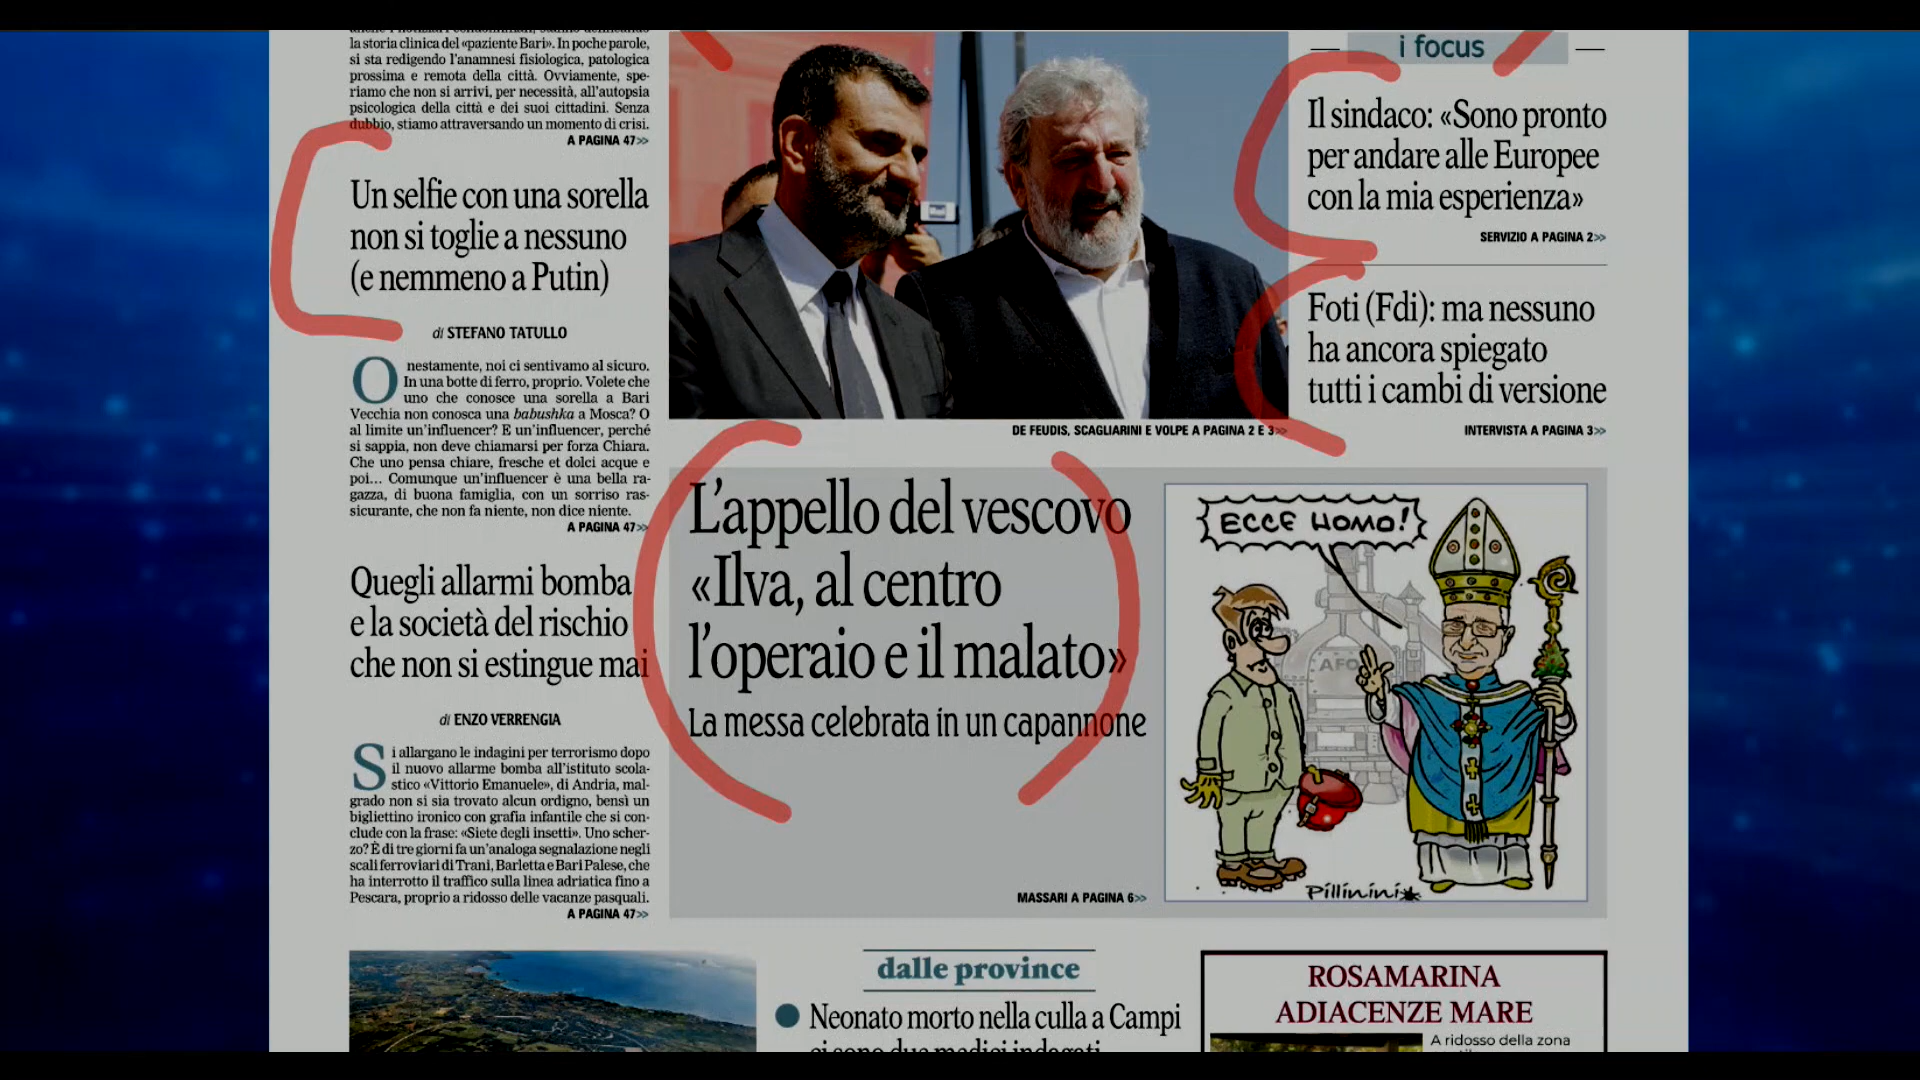 la storia clinica del «paziente Bari». In poche parole,
si sta redigendo l'anamnesi fisiologica, patologica
prossima e remota della città. Ovviamente, spe-
riamo che non si arrivi, per necessità, all'autopsia
psicologica della città e dei suoi cittadini. Senza
dubbio, stiamo attraversando un momento di crisi.
A PAGINA 47>>
Un selfie con una sorella
non si toglie a nessuno
(e nemmeno a Putin)
di STEFANO TATULLO
Onestamente, noi ci sentivamo al sicuro.
In una botte di ferro, proprio. Volete che
uno che conosce una sorella a Bari
Vecchia non conosca una babushka a Mosca? O
al limite un'influencer? E un'influencer, perché
si sappia, non deve chiamarsi per forza Chiara.
Che uno pensa chiare, fresche et dolci acque e
poi... Comunque un'influencer è una bella ra-
gazza, di buona famiglia, con un sorriso ras-
sicurante, che non fa niente, non dice niente.
A PAGINA 47>>
Quegli allarmi bomba
e la società del rischio
che non si estingue mai
di ENZO VERRENGIA
Si allargano le indagini per terrorismo dopo
il nuovo allarme bomba all'istituto scola-
stico «Vittorio Emanuele», di Andria, mal-
grado non si sia trovato alcun ordigno, bensì un
bigliettino ironico con grafia infantile che si con-
clude con la frase: «Siete degli insetti». Uno scher-
zo? È di tre giorni fa un'analoga segnalazione negli
scali ferroviari di Trani, Barletta e Bari Palese, che
ha interrotto il traffico sulla linea adriatica fino a
Pescara, proprio a ridosso delle vacanze pasquali.
A PAGINA 47>>
DE FEUDIS, SCAGLIARINI E VOLPE A PAGINA 2 E 3>>
i focus
Il sindaco: «Sono pronto
per andare alle Europee
con la mia esperienza»
SERVIZIO A PAGINA 2>>
Foti (Fdi): ma nessuno
ha ancora spiegato
tutti i cambi di versione
INTERVISTA A PAGINA 3>>
L'appello del vescovo
«Ilva, al centro
l'operaio e il malato»
La messa celebrata in un capannone
MASSARI A PAGINA 6>>
ECCE HOMO!
AFO
Pillinini
dalle province
● Neonato morto nella culla a Campi
ci sono due medici indagati
ROSAMARINA
ADIACENZE MARE
A ridosso della zona